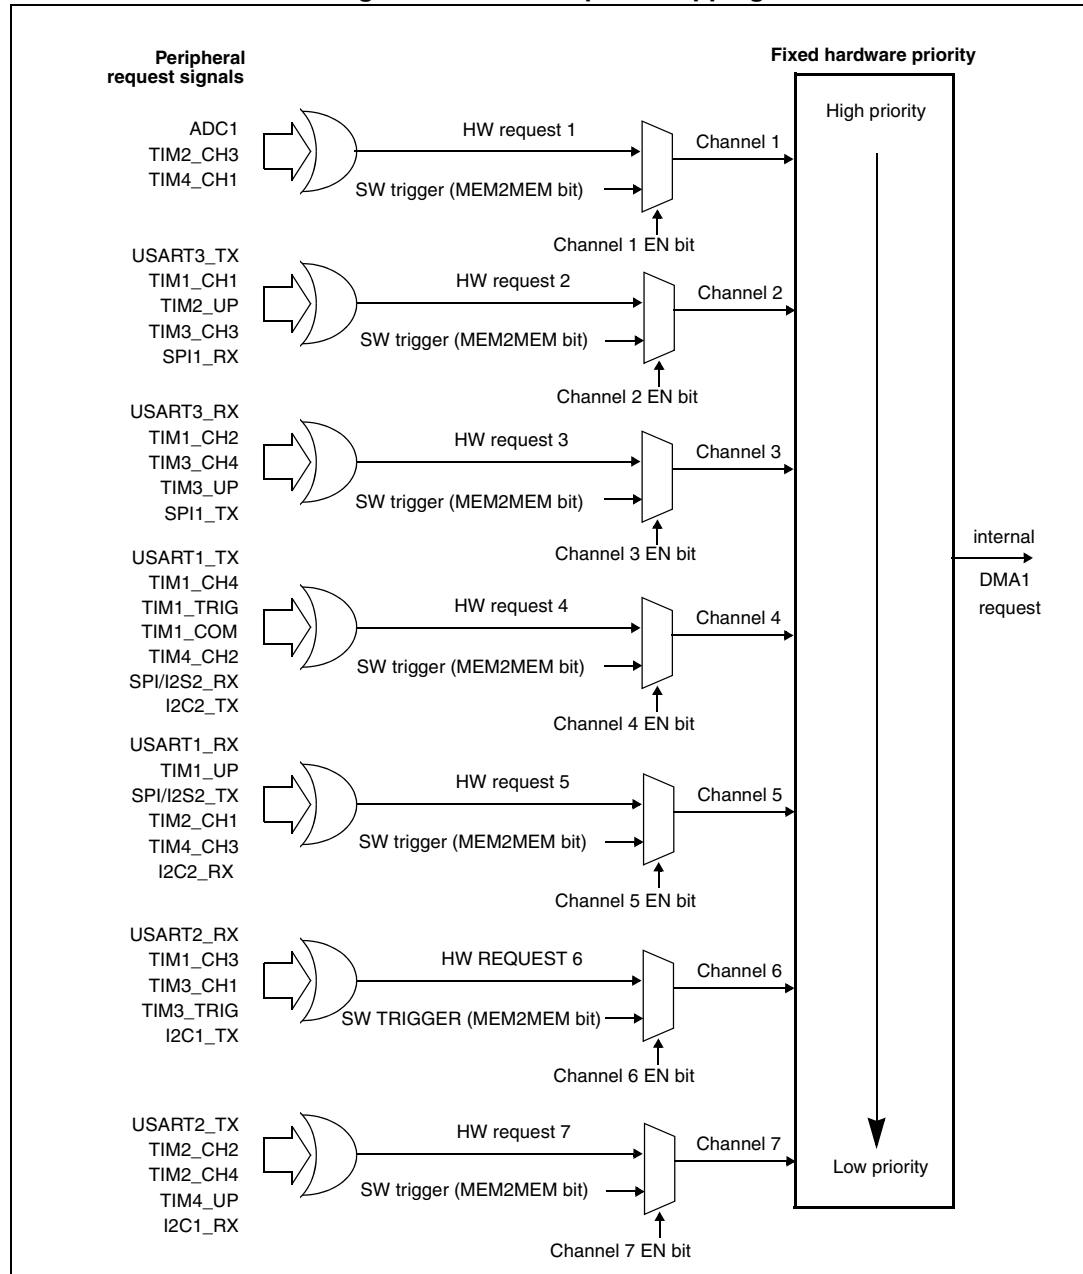 Peripheral
request signals
Fixed hardware priority
High priority
ADC1
TIM2_CH3
TIM4_CH1
HW request 1
SW trigger (MEM2MEM bit)
Channel 1
Channel 1 EN bit
USART3_TX
TIM1_CH1
TIM2_UP
TIM3_CH3
SPI1_RX
HW request 2
SW trigger (MEM2MEM bit)
Channel 2
Channel 2 EN bit
USART3_RX
TIM1_CH2
TIM3_CH4
TIM3_UP
SPI1_TX
HW request 3
SW trigger (MEM2MEM bit)
Channel 3
Channel 3 EN bit
internal
DMA1
request
USART1_TX
TIM1_CH4
TIM1_TRIG
TIM1_COM
TIM4_CH2
SPI/I2S2_RX
I2C2_TX
HW request 4
SW trigger (MEM2MEM bit)
Channel 4
Channel 4 EN bit
USART1_RX
TIM1_UP
SPI/I2S2_TX
TIM2_CH1
TIM4_CH3
I2C2_RX
HW request 5
SW trigger (MEM2MEM bit)
Channel 5
Channel 5 EN bit
USART2_RX
TIM1_CH3
TIM3_CH1
TIM3_TRIG
I2C1_TX
HW REQUEST 6
SW TRIGGER (MEM2MEM bit)
Channel 6
Channel 6 EN bit
USART2_TX
TIM2_CH2
TIM2_CH4
TIM4_UP
I2C1_RX
HW request 7
SW trigger (MEM2MEM bit)
Channel 7
Channel 7 EN bit
Low priority